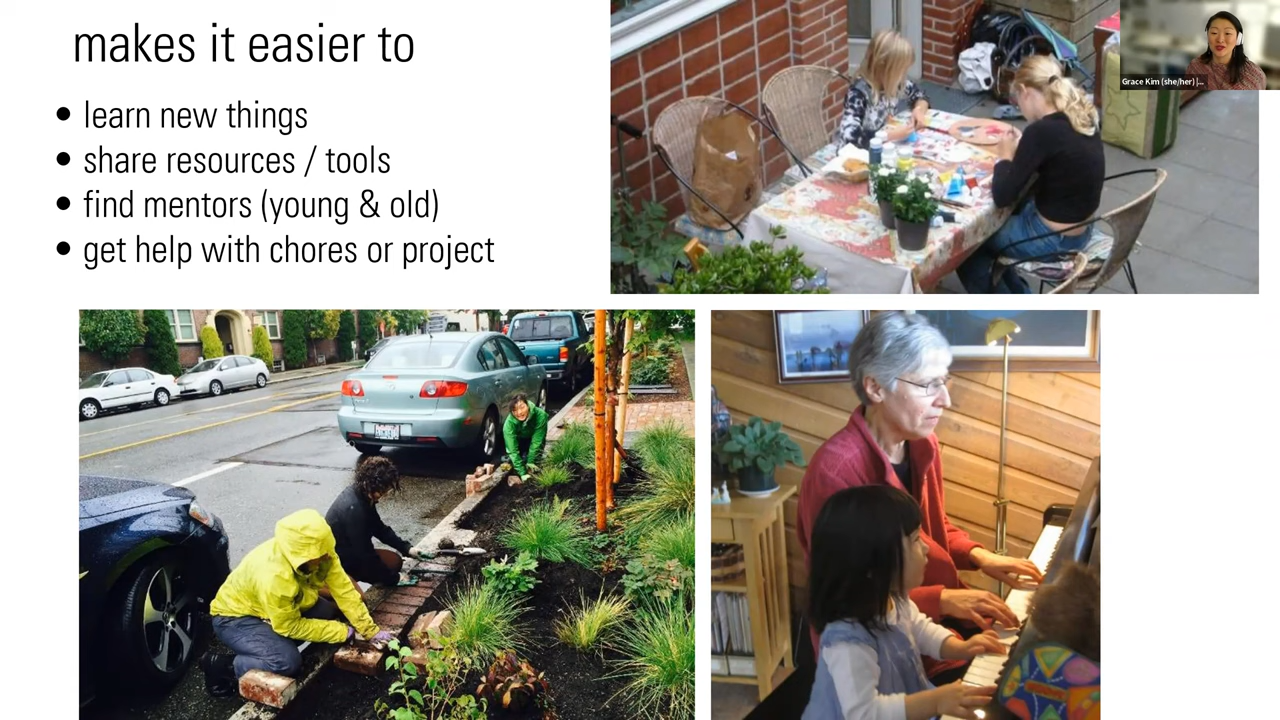 makes it easier to
• learn new things
• share resources / tools
• find mentors (young & old)
• get help with chores or project
Grace Kim (she/her) |...